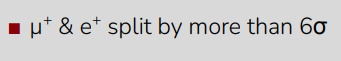 ▪ μ⁺ & e⁺ split by more than 6σ